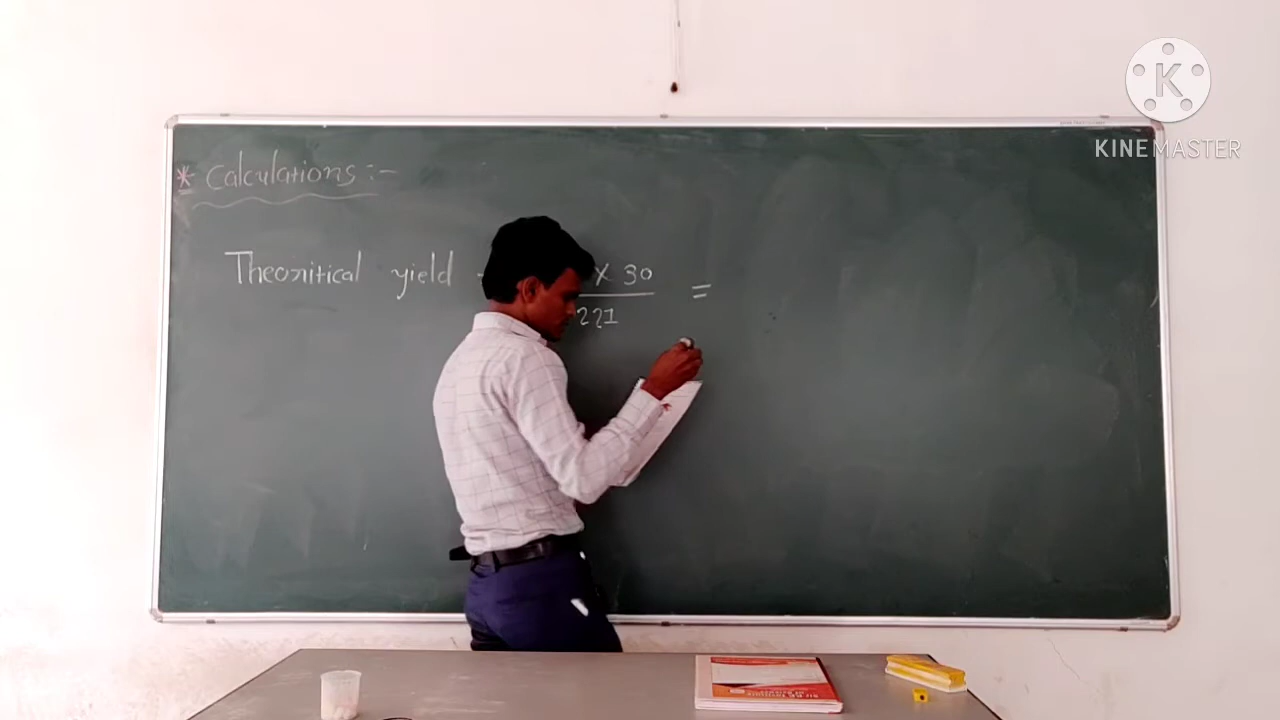 KINEMASTER
* Calculations :-
Theoritical yield - × 30 =
221